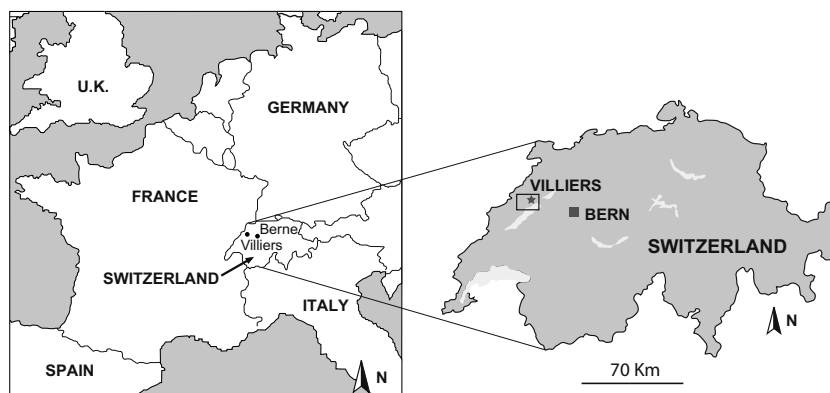 U.K.
GERMANY
FRANCE
Berne
Villiers
SWITZERLAND
ITALY
SPAIN
N
VILLIERS
BERN
SWITZERLAND
N
70 Km